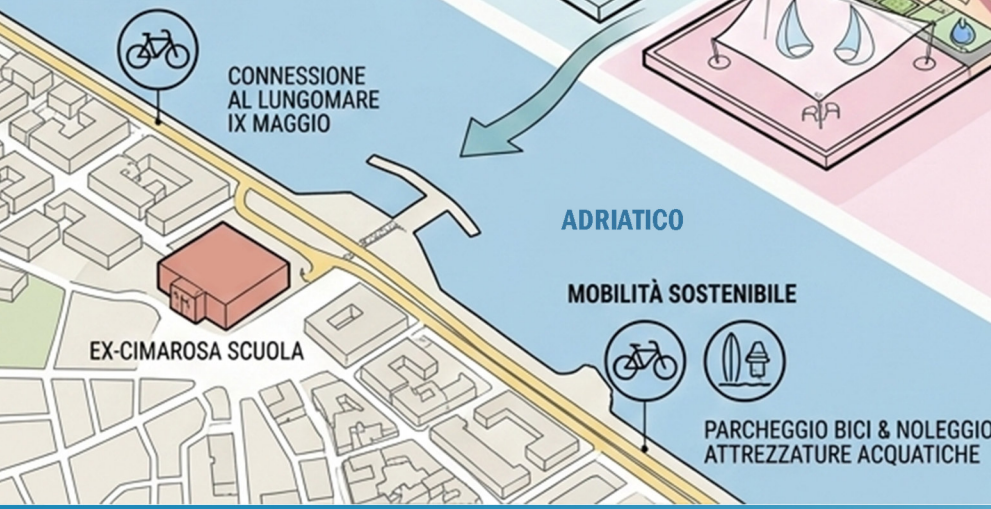 CONNESSIONE
AL LUNGOMARE
IX MAGGIO
ADRIATICO
MOBILITÀ SOSTENIBILE
EX-CIMAROSA SCUOLA
PARCHEGGIO BICI & NOLEGGIO
ATTREZZATURE ACQUATICHE